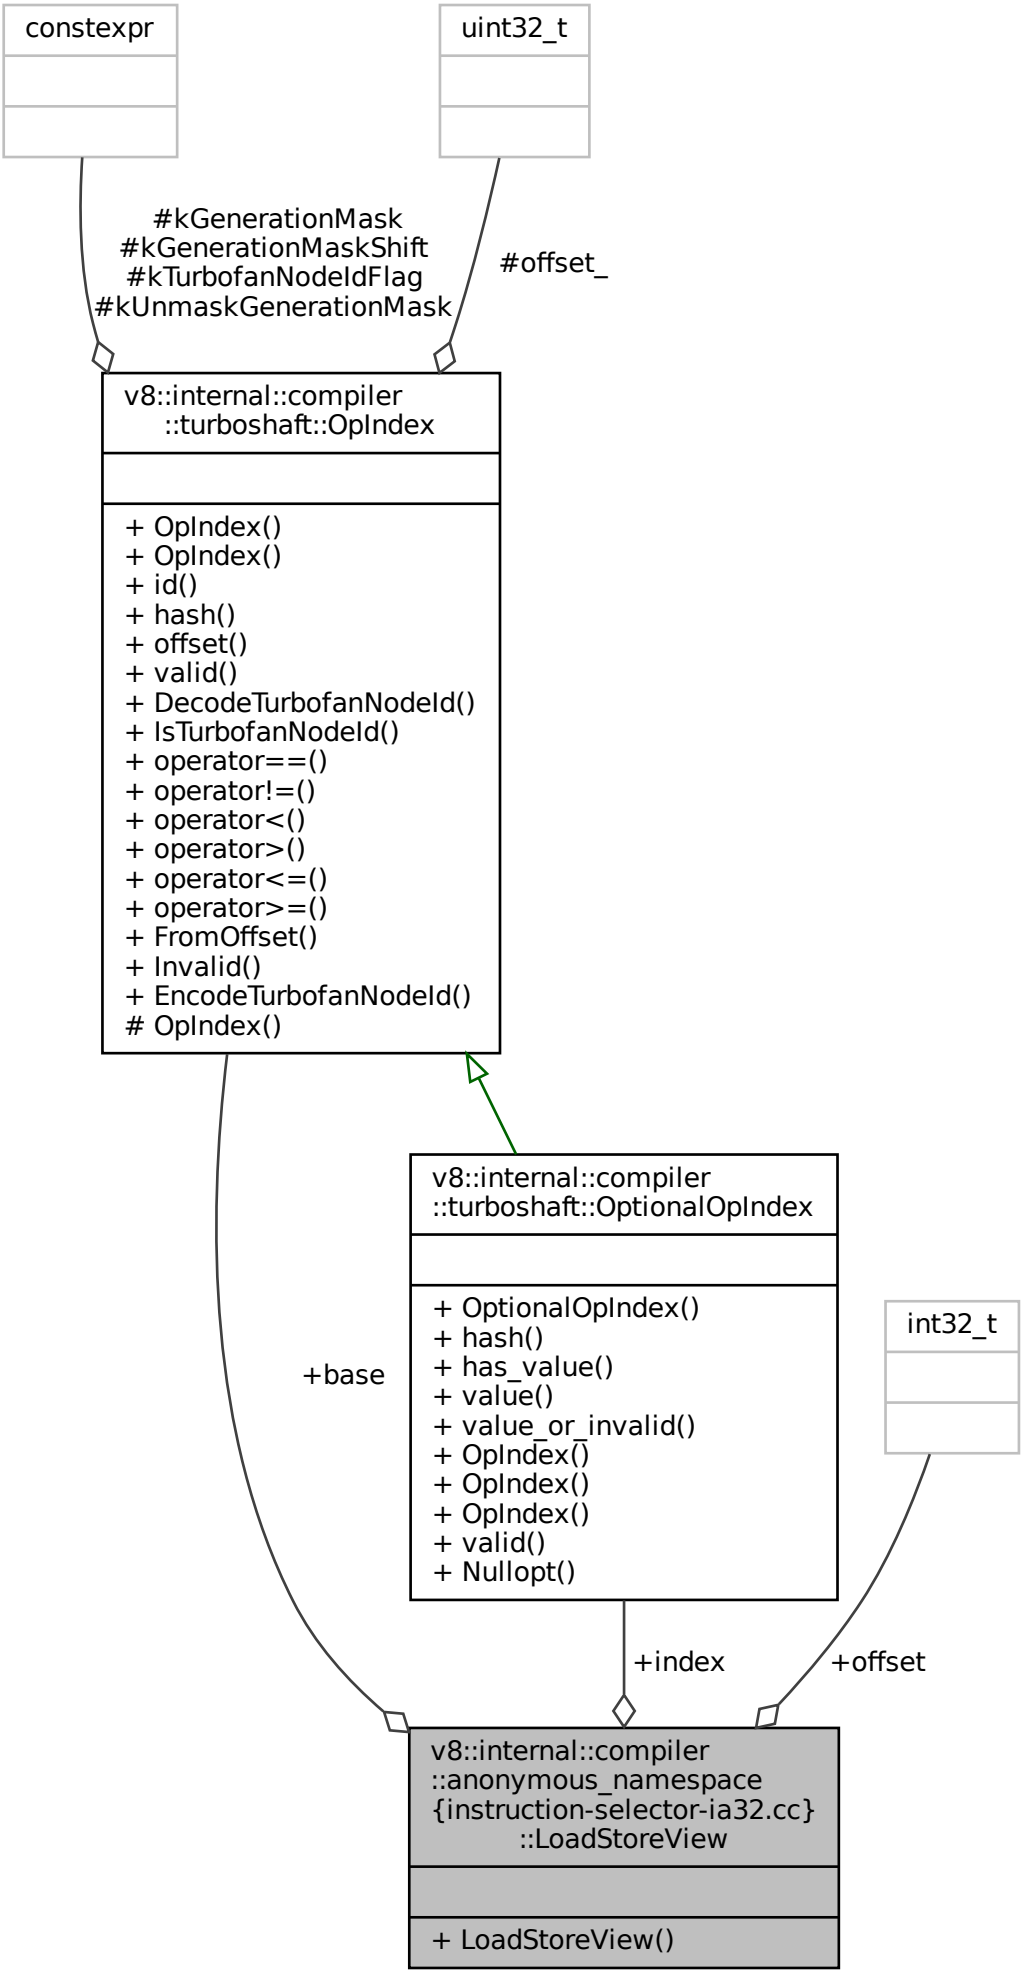 constexpr
uint32_t
#kGenerationMask
#kGenerationMaskShift
#kTurbofanNodeIdFlag
#kUnmaskGenerationMask
#offset_
v8::internal::compiler
::turboshaft::OpIndex
+ OpIndex()
+ OpIndex()
+ id()
+ hash()
+ offset()
+ valid()
+ DecodeTurbofanNodeId()
+ IsTurbofanNodeId()
+ operator==()
+ operator!=()
+ operator<()
+ operator>()
+ operator<=()
+ operator>=()
+ FromOffset()
+ Invalid()
+ EncodeTurbofanNodeId()
# OpIndex()
v8::internal::compiler
::turboshaft::OptionalOpIndex
+ OptionalOpIndex()
+ hash()
+ has_value()
+ value()
+ value_or_invalid()
+ OpIndex()
+ OpIndex()
+ OpIndex()
+ valid()
+ Nullopt()
int32_t
+base
+index
+offset
v8::internal::compiler
::anonymous_namespace
{instruction-selector-ia32.cc}
::LoadStoreView
+ LoadStoreView()